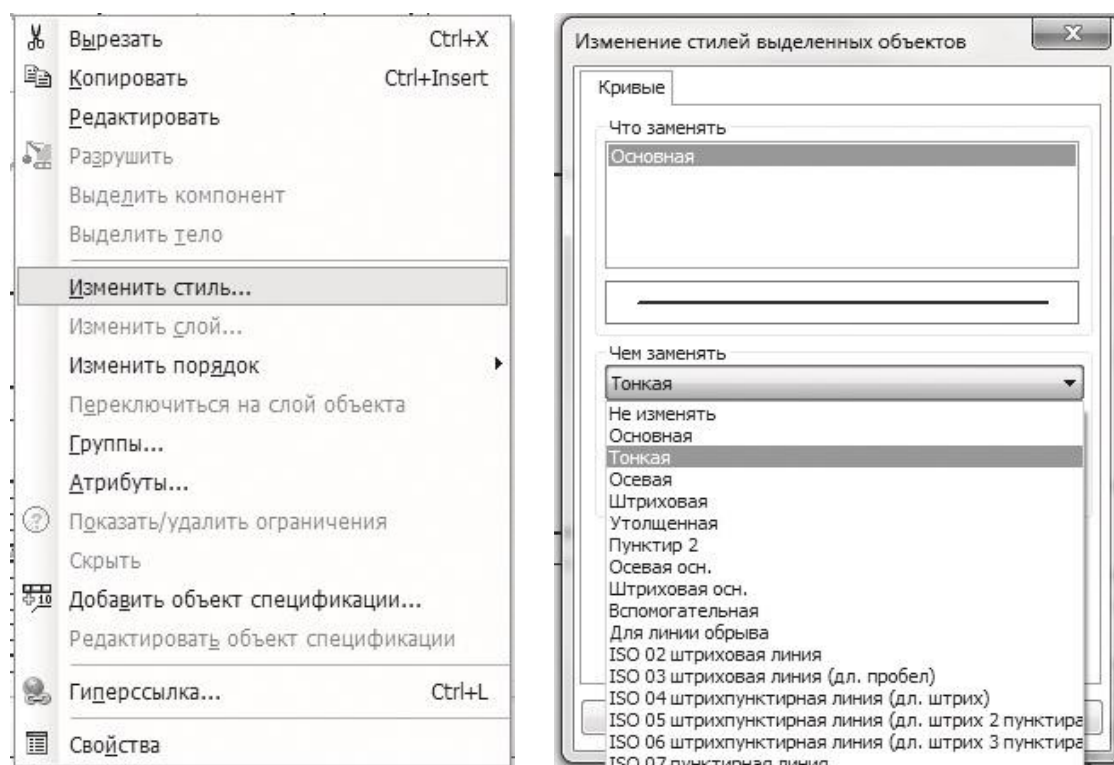 Вырезать Ctrl+X
Копировать Ctrl+Insert
Редактировать
Разрушить
Выделить компонент
Выделить тело
Изменить стиль...
Изменить слой...
Изменить порядок
Переключиться на слой объекта
Группы...
Атрибуты...
Показать/удалить ограничения
Скрыть
Добавить объект спецификации...
Редактировать объект спецификации
Гиперссылка... Ctrl+L
Свойства
Изменение стилей выделенных объектов
Кривые
Что заменять
Основная
Чем заменять
Тонкая
Не изменять
Основная
Тонкая
Осевая
Штриховая
Утолщенная
Пунктир 2
Осевая осн.
Штриховая осн.
Вспомогательная
Для линии обрыва
ISO 02 штриховая линия
ISO 03 штриховая линия (дл. пробел)
ISO 04 штрихпунктирная линия (дл. штрих)
ISO 05 штрихпунктирная линия (дл. штрих 2 пунктира
ISO 06 штрихпунктирная линия (дл. штрих 3 пунктира
ISO 07 пунктирная линия